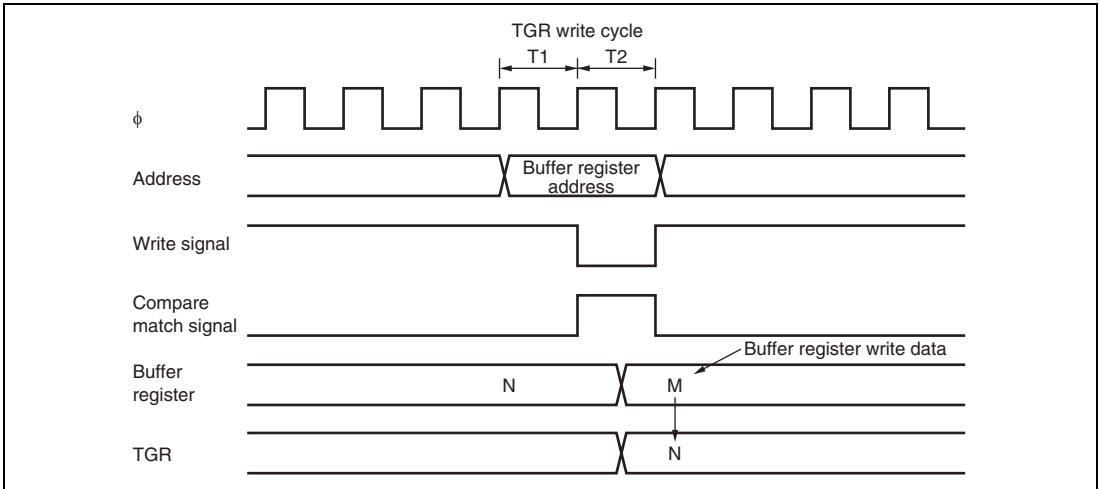 TGR write cycle
T1 T2
ϕ
Address
Buffer register
address
Write signal
Compare
match signal
Buffer register write data
Buffer
register
N M
TGR
N